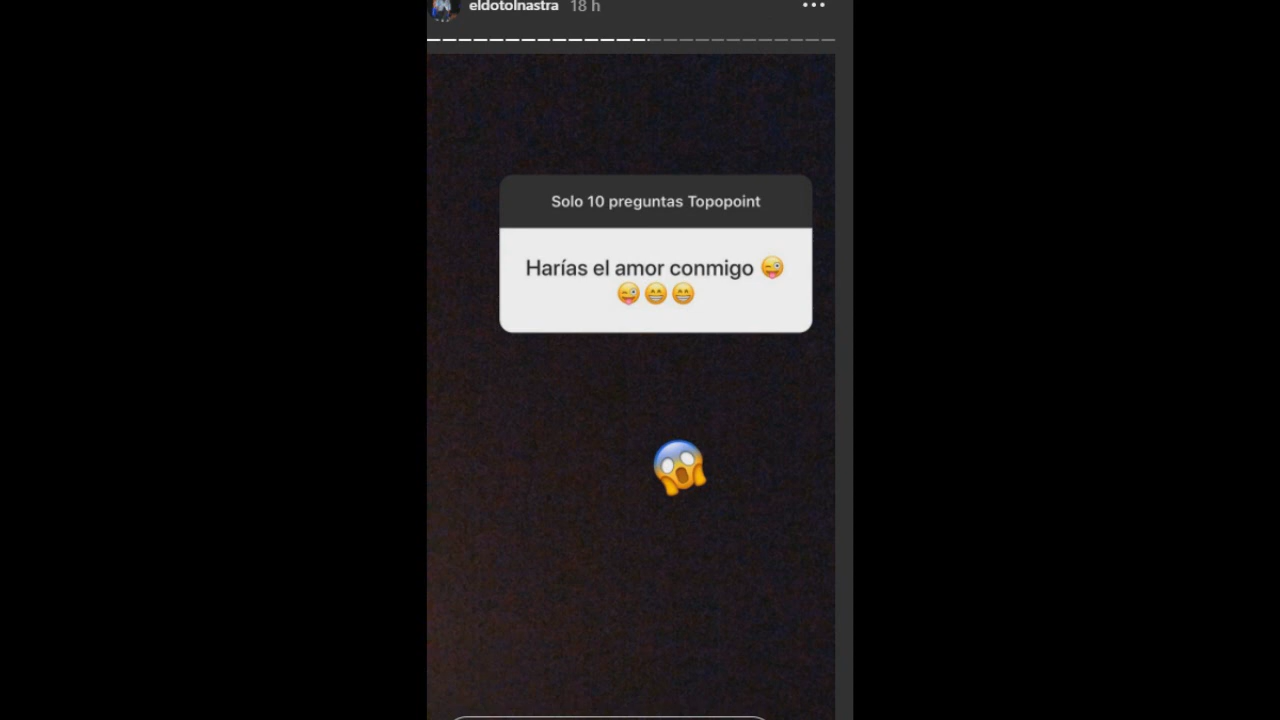 eldotolnastra 18 h
Solo 10 preguntas Topopoint
Harías el amor conmigo 😜
😜😁😁
😱